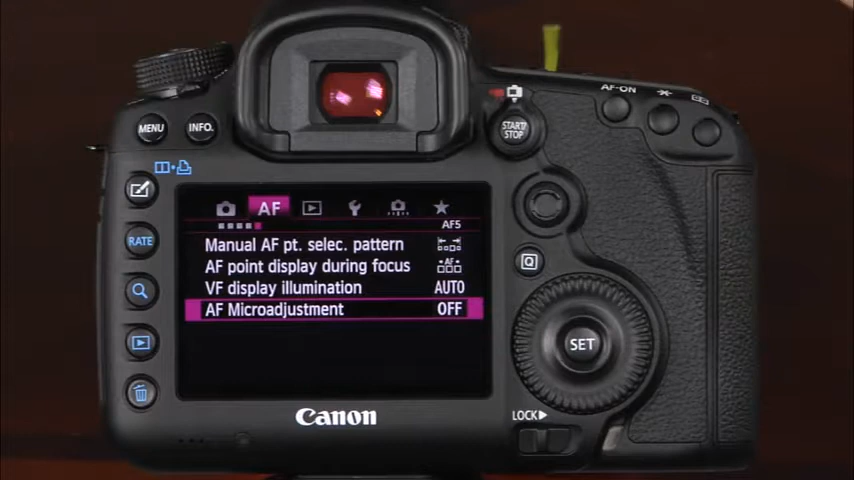 AF-ON
MENU
INFO.
START/
STOP
AF
AF5
Manual AF pt. selec. pattern
AF point display during focus
AF
VF display illumination AUTO
AF Microadjustment OFF
RATE
Q
SET
LOCK▶
Canon